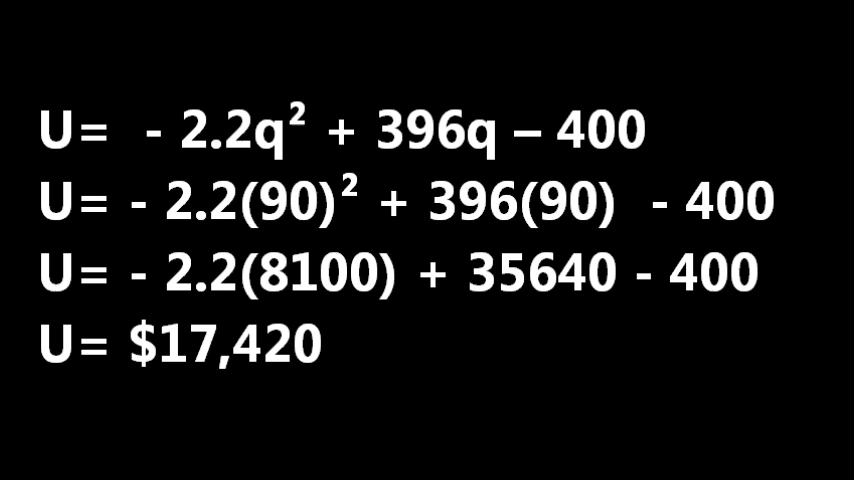 U= - 2.2q² + 396q – 400
U= - 2.2(90)² + 396(90) - 400
U= - 2.2(8100) + 35640 - 400
U= $17,420